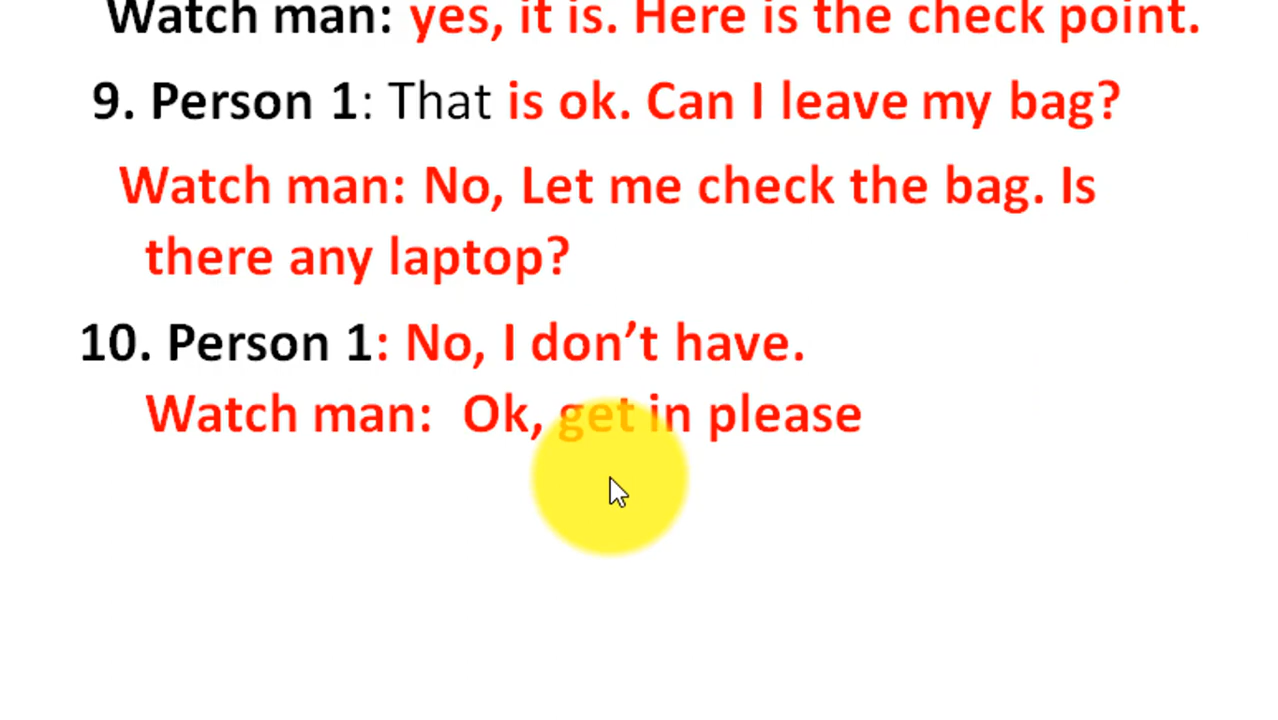 Watch man: yes, it is. Here is the check point.
9. Person 1: That is ok. Can I leave my bag?
Watch man: No, Let me check the bag. Is
there any laptop?
10. Person 1: No, I don’t have.
Watch man: Ok, get in please